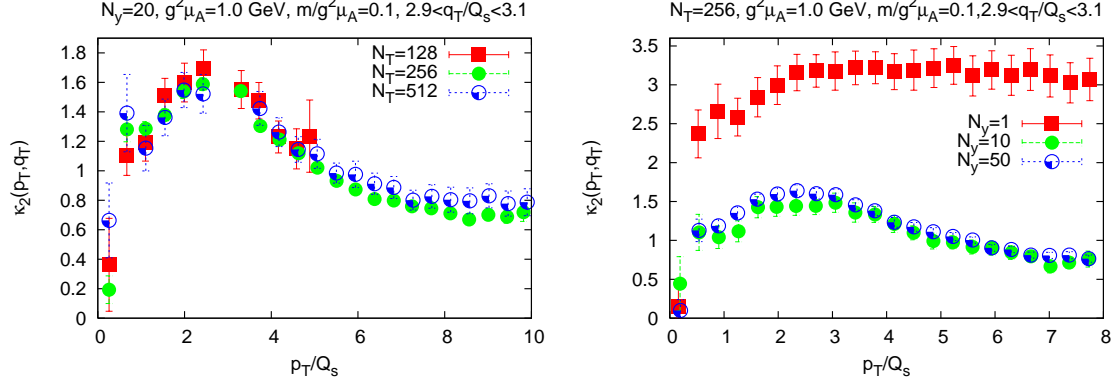 N_y=20, g²μ_A=1.0 GeV, m/g²μ_A=0.1, 2.9<q_T/Q_s<3.1
κ₂(p_T,q_T)
1.8
1.6
1.4
1.2
1
0.8
0.6
0.4
0.2
0
N_T=128
N_T=256
N_T=512
0 2 4 6 8 10
p_T/Q_s
N_T=256, g²μ_A=1.0 GeV, m/g²μ_A=0.1,2.9<q_T/Q_s<3.1
κ₂(p_T,q_T)
3.5
3
2.5
2
1.5
1
0.5
0
N_y=1
N_y=10
N_y=50
0 1 2 3 4 5 6 7 8
p_T/Q_s